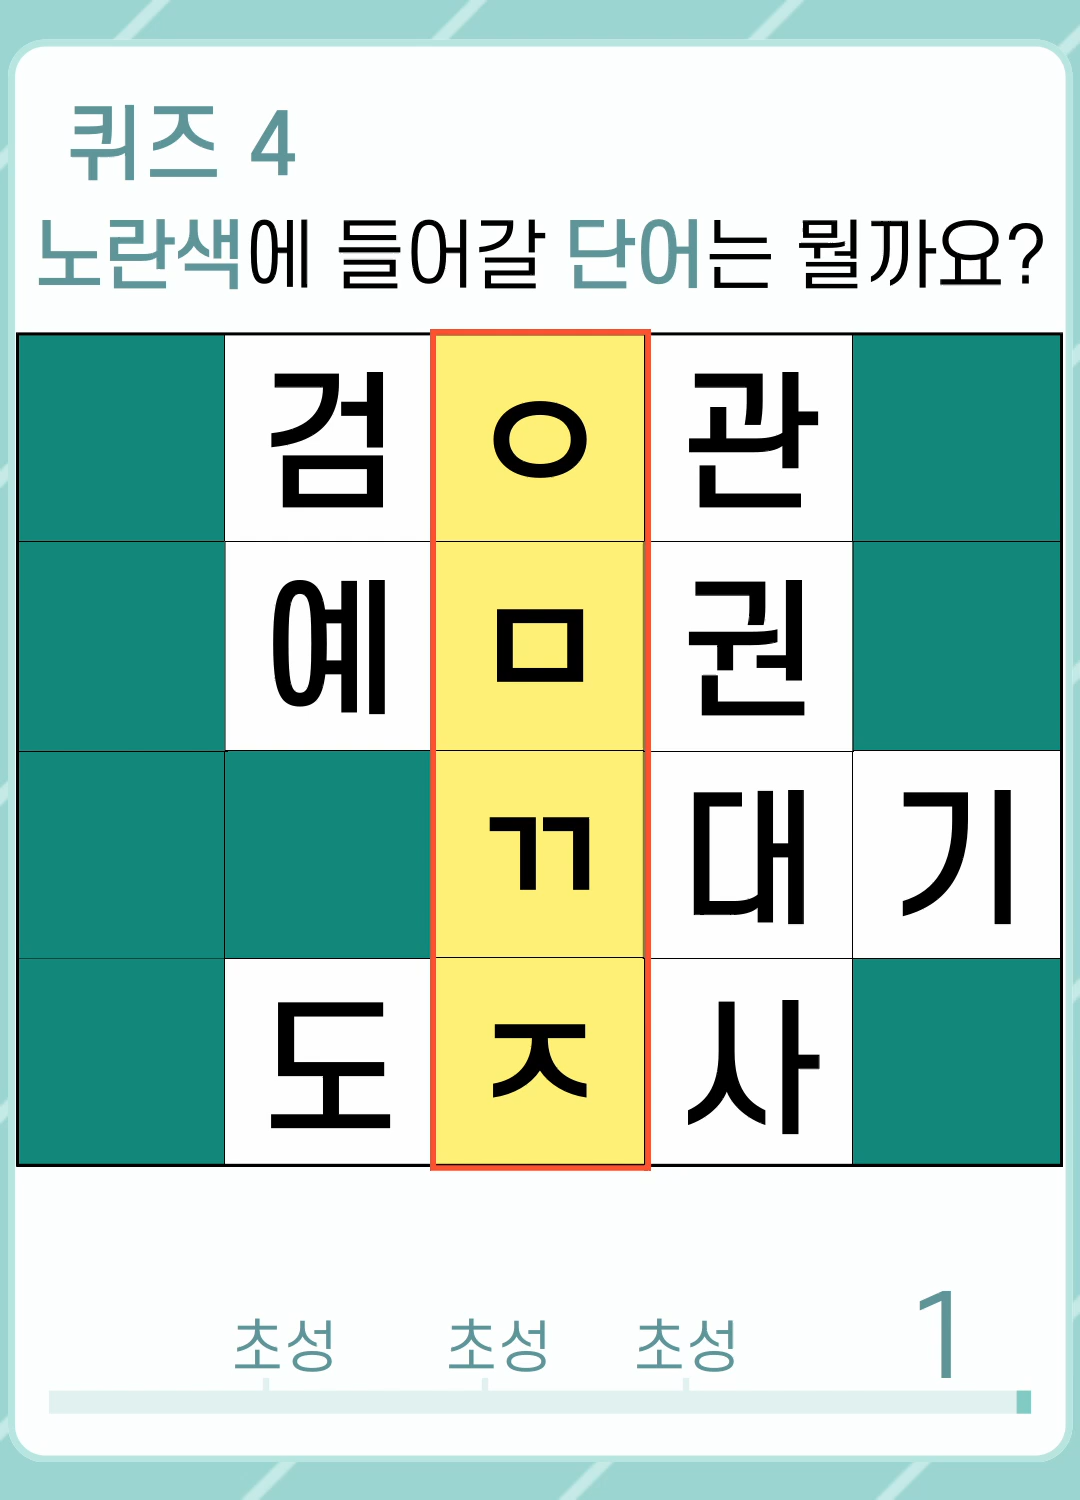 퀴즈 4
노란색에 들어갈 단어는 뭘까요?
검 ㅇ 관
예 ㅁ 권
ㄲ 대 기
도 ㅈ 사
초성 초성 초성 1